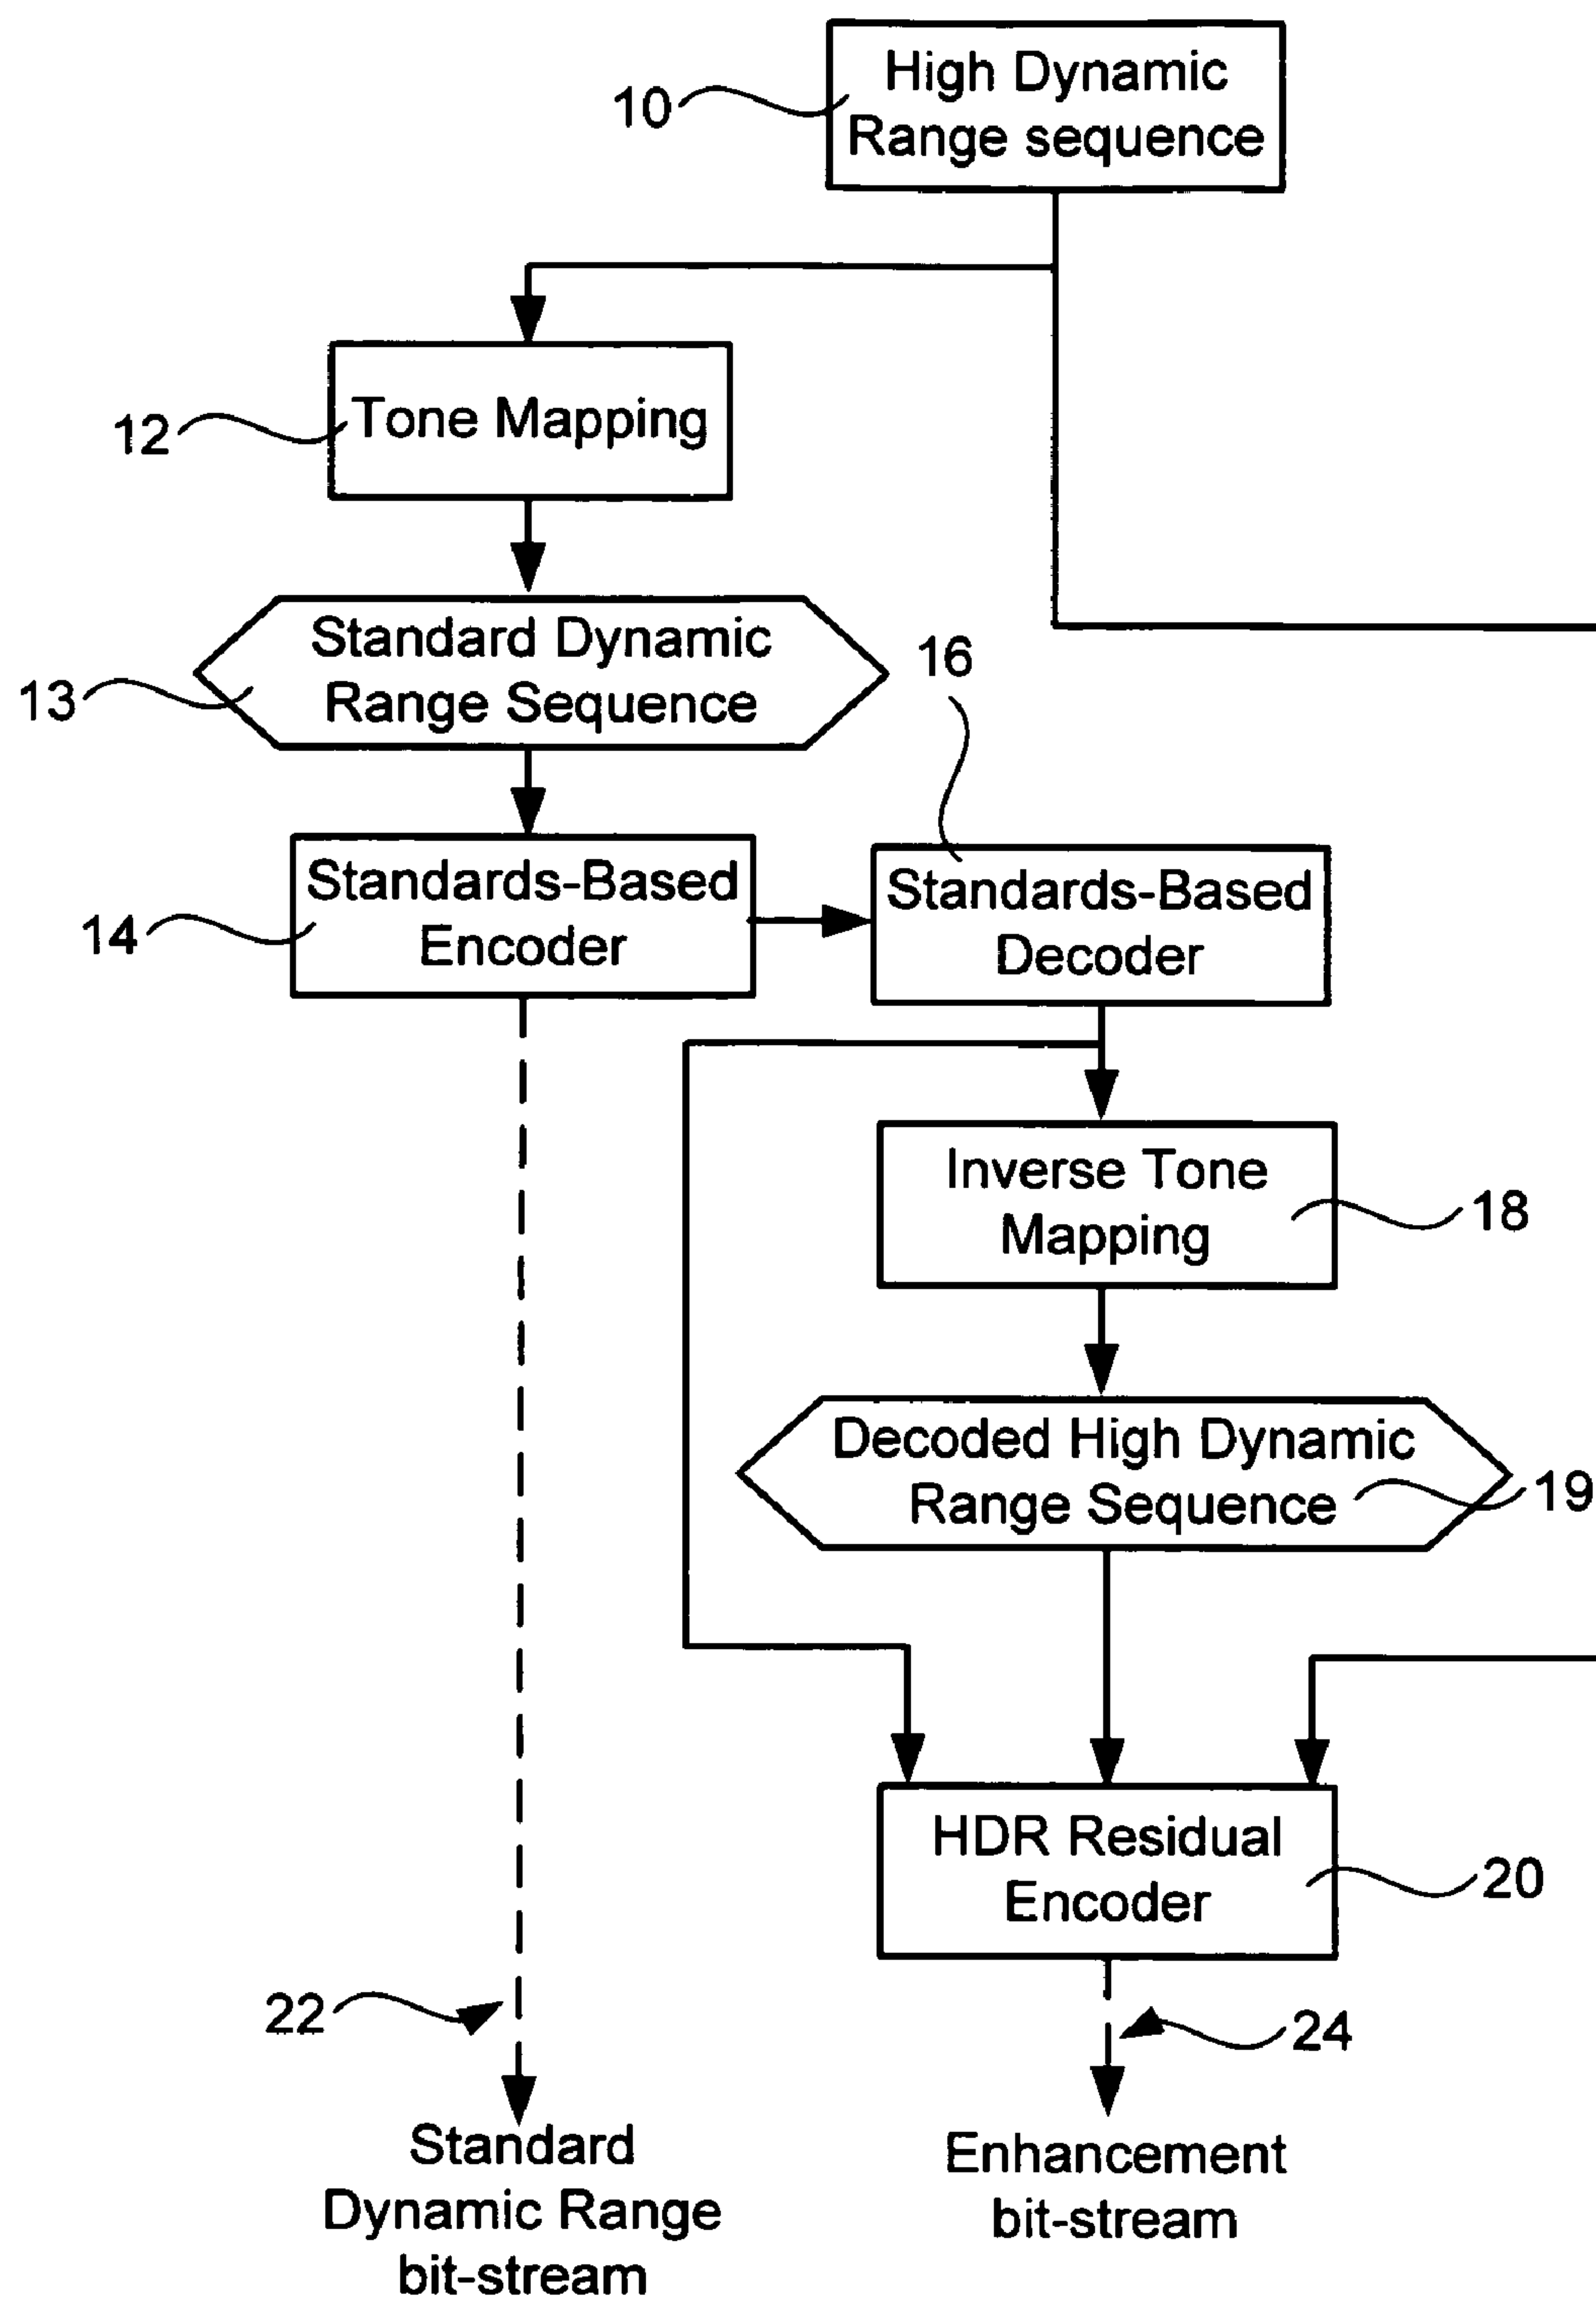 High Dynamic
Range sequence
10
Tone Mapping
12
Standard Dynamic
Range Sequence
13
16
Standards-Based
Encoder
14
Standards-Based
Decoder
Inverse Tone
Mapping
18
Decoded High Dynamic
Range Sequence
19
HDR Residual
Encoder
20
22
24
Standard
Dynamic Range
bit-stream
Enhancement
bit-stream